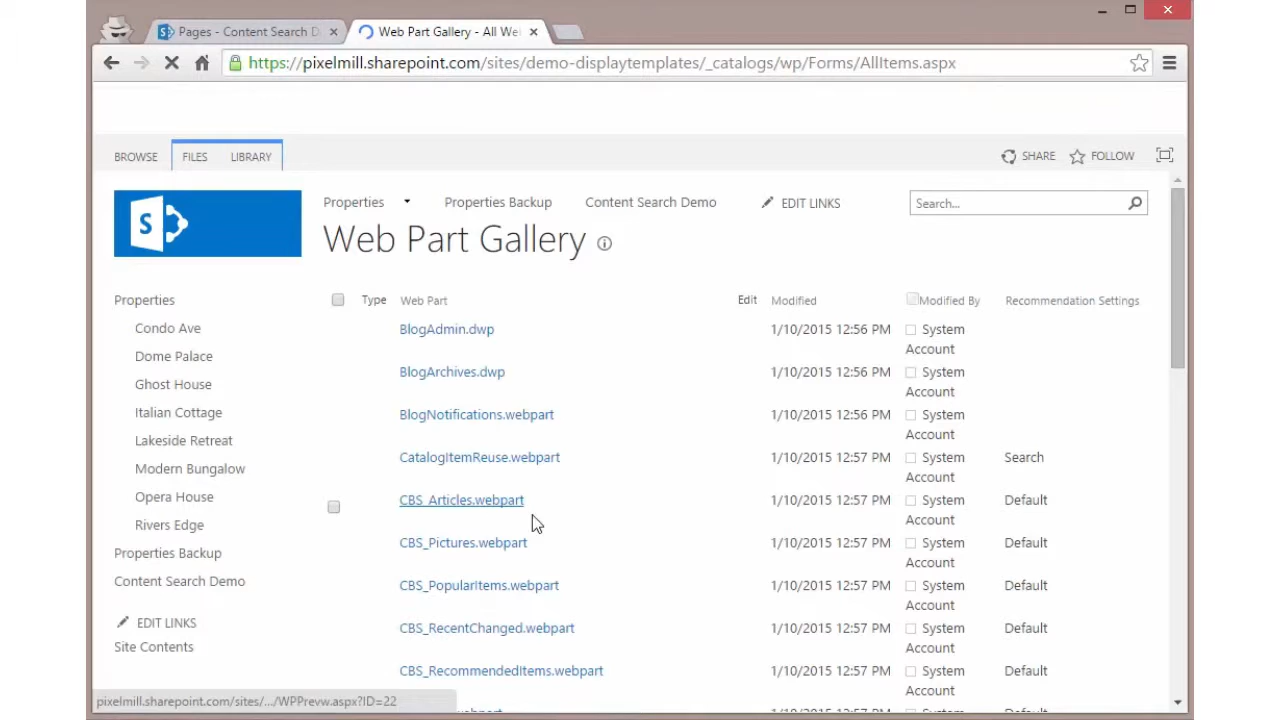 Pages - Content Search D
Web Part Gallery - All We
https://pixelmill.sharepoint.com/sites/demo-displaytemplates/_catalogs/wp/Forms/AllItems.aspx
BROWSE FILES LIBRARY SHARE FOLLOW
S
Properties Properties Backup Content Search Demo EDIT LINKS Search...
Web Part Gallery
Properties
Condo Ave
Dome Palace
Ghost House
Italian Cottage
Lakeside Retreat
Modern Bungalow
Opera House
Rivers Edge
Properties Backup
Content Search Demo
EDIT LINKS
Site Contents
Type Web Part Edit Modified Modified By Recommendation Settings
BlogAdmin.dwp 1/10/2015 12:56 PM System
Account
BlogArchives.dwp 1/10/2015 12:56 PM System
Account
BlogNotifications.webpart 1/10/2015 12:56 PM System
Account
CatalogItemReuse.webpart 1/10/2015 12:57 PM System Search
Account
CBS_Articles.webpart 1/10/2015 12:57 PM System Default
Account
CBS_Pictures.webpart 1/10/2015 12:57 PM System Default
Account
CBS_PopularItems.webpart 1/10/2015 12:57 PM System Default
Account
CBS_RecentChanged.webpart 1/10/2015 12:57 PM System Default
Account
CBS_RecommendedItems.webpart 1/10/2015 12:57 PM System Default
Account
pixelmill.sharepoint.com/sites/.../WPPrevw.aspx?ID=22